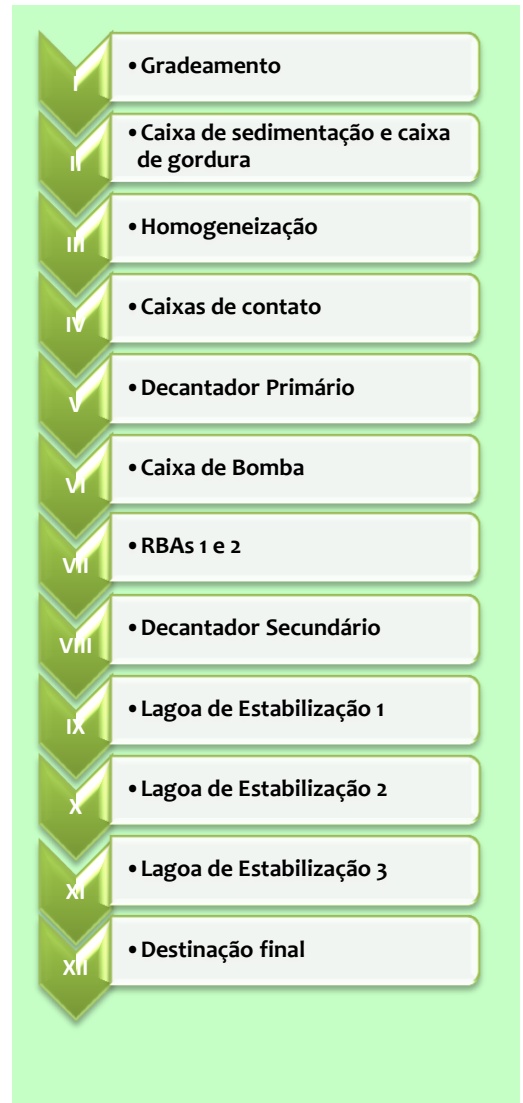 I
•Gradeamento
II
•Caixa de sedimentação e caixa
de gordura
III
•Homogeneização
IV
•Caixas de contato
V
•Decantador Primário
VI
•Caixa de Bomba
VII
•RBAs 1 e 2
VIII
•Decantador Secundário
IX
•Lagoa de Estabilização 1
X
•Lagoa de Estabilização 2
XI
•Lagoa de Estabilização 3
XII
•Destinação final